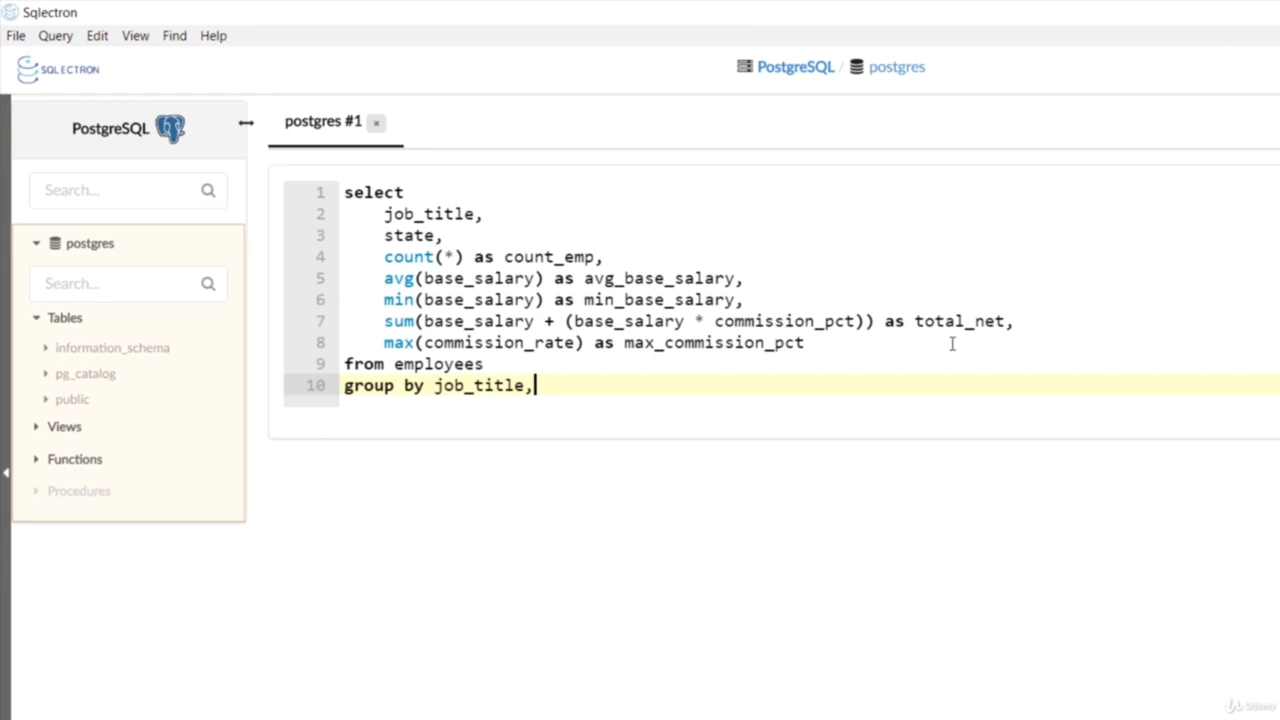 Sqlectron
File Query Edit View Find Help
SQLECTRON
PostgreSQL / postgres
PostgreSQL
postgres #1 ×
Search...
postgres
Search...
Tables
information_schema
pg_catalog
public
Views
Functions
Procedures
1 select
2 job_title,
3 state,
4 count(*) as count_emp,
5 avg(base_salary) as avg_base_salary,
6 min(base_salary) as min_base_salary,
7 sum(base_salary + (base_salary * commission_pct)) as total_net,
8 max(commission_rate) as max_commission_pct
9 from employees
10 group by job_title,
Udemy